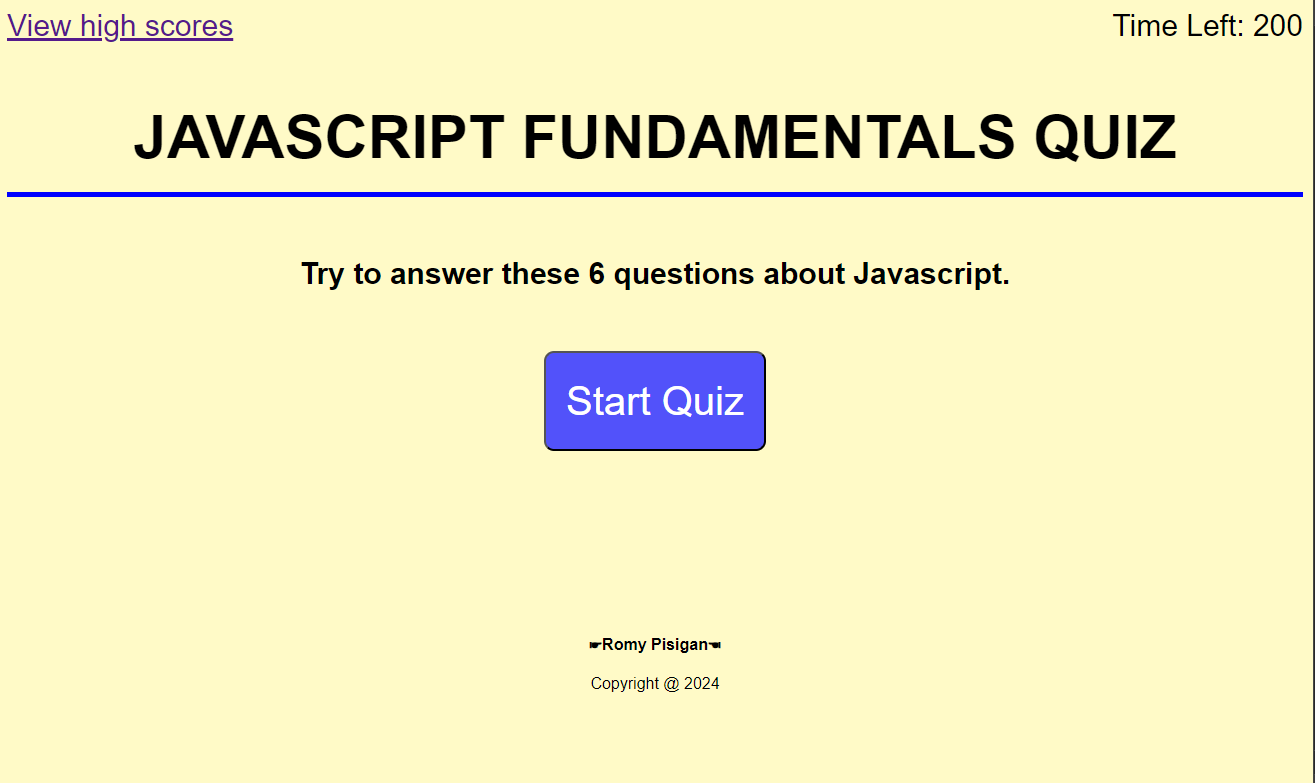 View high scores
Time Left: 200
JAVASCRIPT FUNDAMENTALS QUIZ
Try to answer these 6 questions about Javascript.
Start Quiz
☛Romy Pisigan☚
Copyright @ 2024